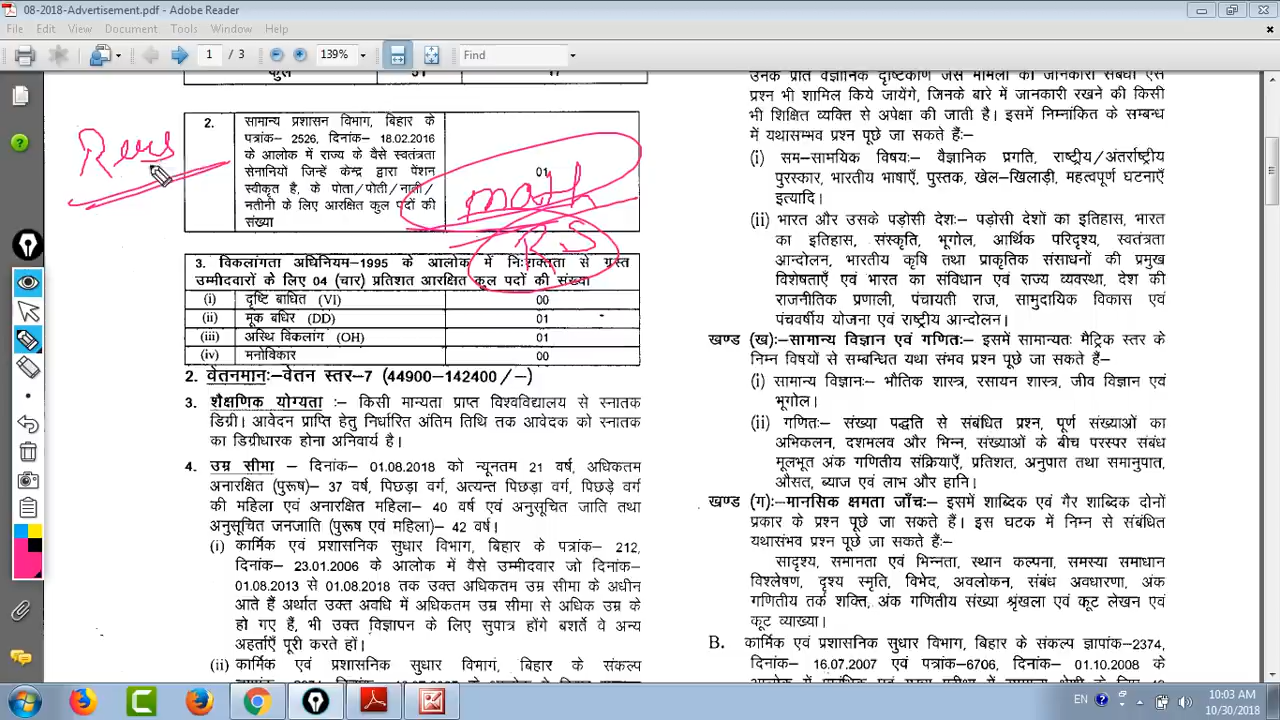 08-2018-Advertisement.pdf - Adobe Reader
File Edit View Document Tools Window Help
1 / 3 139% Find
कुल 51 17
2. सामान्य प्रशासन विभाग, बिहार के
पत्रांक- 2526, दिनांक- 18.02.2016
के आलोक में राज्य के वैसे स्वतंत्रता
सेनानियों जिन्हें केन्द्र द्वारा पेंशन
स्वीकृत है, के पोता/पोती/नाती/
नतीनी के लिए आरक्षित कुल पदों की
संख्या
01
math
RS
3. विकलांगता अधिनियम-1995 के आलोक में निःशक्तता से ग्रस्त
उम्मीदवारों के लिए 04 (चार) प्रतिशत आरक्षित कुल पदों की संख्या
(i) दृष्टि बाधित (VI) 00
(ii) मूक बधिर (DD) 01
(iii) अस्थि विकलांग (OH) 01
(iv) मनोविकार 00
2. वेतनमानः-वेतन स्तर-7 (44900-142400/-)
3. शैक्षणिक योग्यता :- किसी मान्यता प्राप्त विश्वविद्यालय से स्नातक
डिग्री। आवेदन प्राप्ति हेतु निर्धारित अंतिम तिथि तक आवेदक को स्नातक
का डिग्रीधारक होना अनिवार्य है।
4. उम्र सीमा - दिनांक- 01.08.2018 को न्यूनतम 21 वर्ष, अधिकतम
अनारक्षित (पुरूष)- 37 वर्ष, पिछड़ा वर्ग, अत्यन्त पिछड़ा वर्ग, पिछड़े वर्ग
की महिला एवं अनारक्षित महिला- 40 वर्ष एवं अनुसूचित जाति तथा
अनुसूचित जनजाति (पुरूष एवं महिला)- 42 वर्ष।
(i) कार्मिक एवं प्रशासनिक सुधार विभाग, बिहार के पत्रांक- 212,
दिनांक- 23.01.2006 के आलोक में वैसे उम्मीदवार जो दिनांक-
01.08.2013 से 01.08.2018 तक उक्त अधिकतम उम्र सीमा के अधीन
आते हैं अर्थात उक्त अवधि में अधिकतम उम्र सीमा से अधिक उम्र के
हो गए हैं, भी उक्त विज्ञापन के लिए सुपात्र होंगे बशर्ते वे अन्य
अहर्ताएँ पूरी करते हों।
(ii) कार्मिक एवं प्रशासनिक सुधार विभाग, बिहार के संकल्प
उनके प्रति वैज्ञानिक दृष्टिकोण जैसे मामलों की जानकारी संबंधी ऐसे
प्रश्न भी शामिल किये जायेंगे, जिनके बारे में जानकारी रखने की किसी
भी शिक्षित व्यक्ति से अपेक्षा की जाती है। इसमें निम्नांकित के सम्बन्ध
में यथासम्भव प्रश्न पूछे जा सकते हैं:-
(i) सम-सामयिक विषयः- वैज्ञानिक प्रगति, राष्ट्रीय/अंतर्राष्ट्रीय
पुरस्कार, भारतीय भाषाएँ, पुस्तक, खेल-खिलाड़ी, महत्वपूर्ण घटनाएँ
इत्यादि।
(ii) भारत और उसके पड़ोसी देशः- पड़ोसी देशों का इतिहास, भारत
का इतिहास, संस्कृति, भूगोल, आर्थिक परिदृश्य, स्वतंत्रता
आन्दोलन, भारतीय कृषि तथा प्राकृतिक संसाधनों की प्रमुख
विशेषताएँ एवं भारत का संविधान एवं राज्य व्यवस्था, देश की
राजनीतिक प्रणाली, पंचायती राज, सामुदायिक विकास एवं
पंचवर्षीय योजना एवं राष्ट्रीय आन्दोलन।
खण्ड (ख):-सामान्य विज्ञान एवं गणितः- इसमें सामान्यतः मैट्रिक स्तर के
निम्न विषयों से सम्बन्धित यथा संभव प्रश्न पूछे जा सकते हैं-
(i) सामान्य विज्ञानः- भौतिक शास्त्र, रसायन शास्त्र, जीव विज्ञान एवं
भूगोल।
(ii) गणितः- संख्या पद्धति से संबंधित प्रश्न, पूर्ण संख्याओं का
अभिकलन, दशमलव और भिन्न, संख्याओं के बीच परस्पर संबंध
मूलभूत अंक गणितीय संक्रियाएँ, प्रतिशत, अनुपात तथा समानुपात,
औसत, ब्याज एवं लाभ और हानि।
खण्ड (ग):-मानसिक क्षमता जाँचः- इसमें शाब्दिक एवं गैर शाब्दिक दोनों
प्रकार के प्रश्न पूछे जा सकते हैं। इस घटक में निम्न से संबंधित
यथासंभव प्रश्न पूछे जा सकते हैं:-
सादृश्य, समानता एवं भिन्नता, स्थान कल्पना, समस्या समाधान
विश्लेषण, दृश्य स्मृति, विभेद, अवलोकन, संबंध अवधारणा, अंक
गणितीय तर्क शक्ति, अंक गणितीय संख्या श्रृंखला एवं कूट लेखन एवं
कूट व्याख्या।
B. कार्मिक एवं प्रशासनिक सुधार विभाग, बिहार के संकल्प ज्ञापांक-2374,
दिनांक- 16.07.2007 एवं पत्रांक-6706, दिनांक- 01.10.2008 के
EN 10:03 AM
10/30/2018